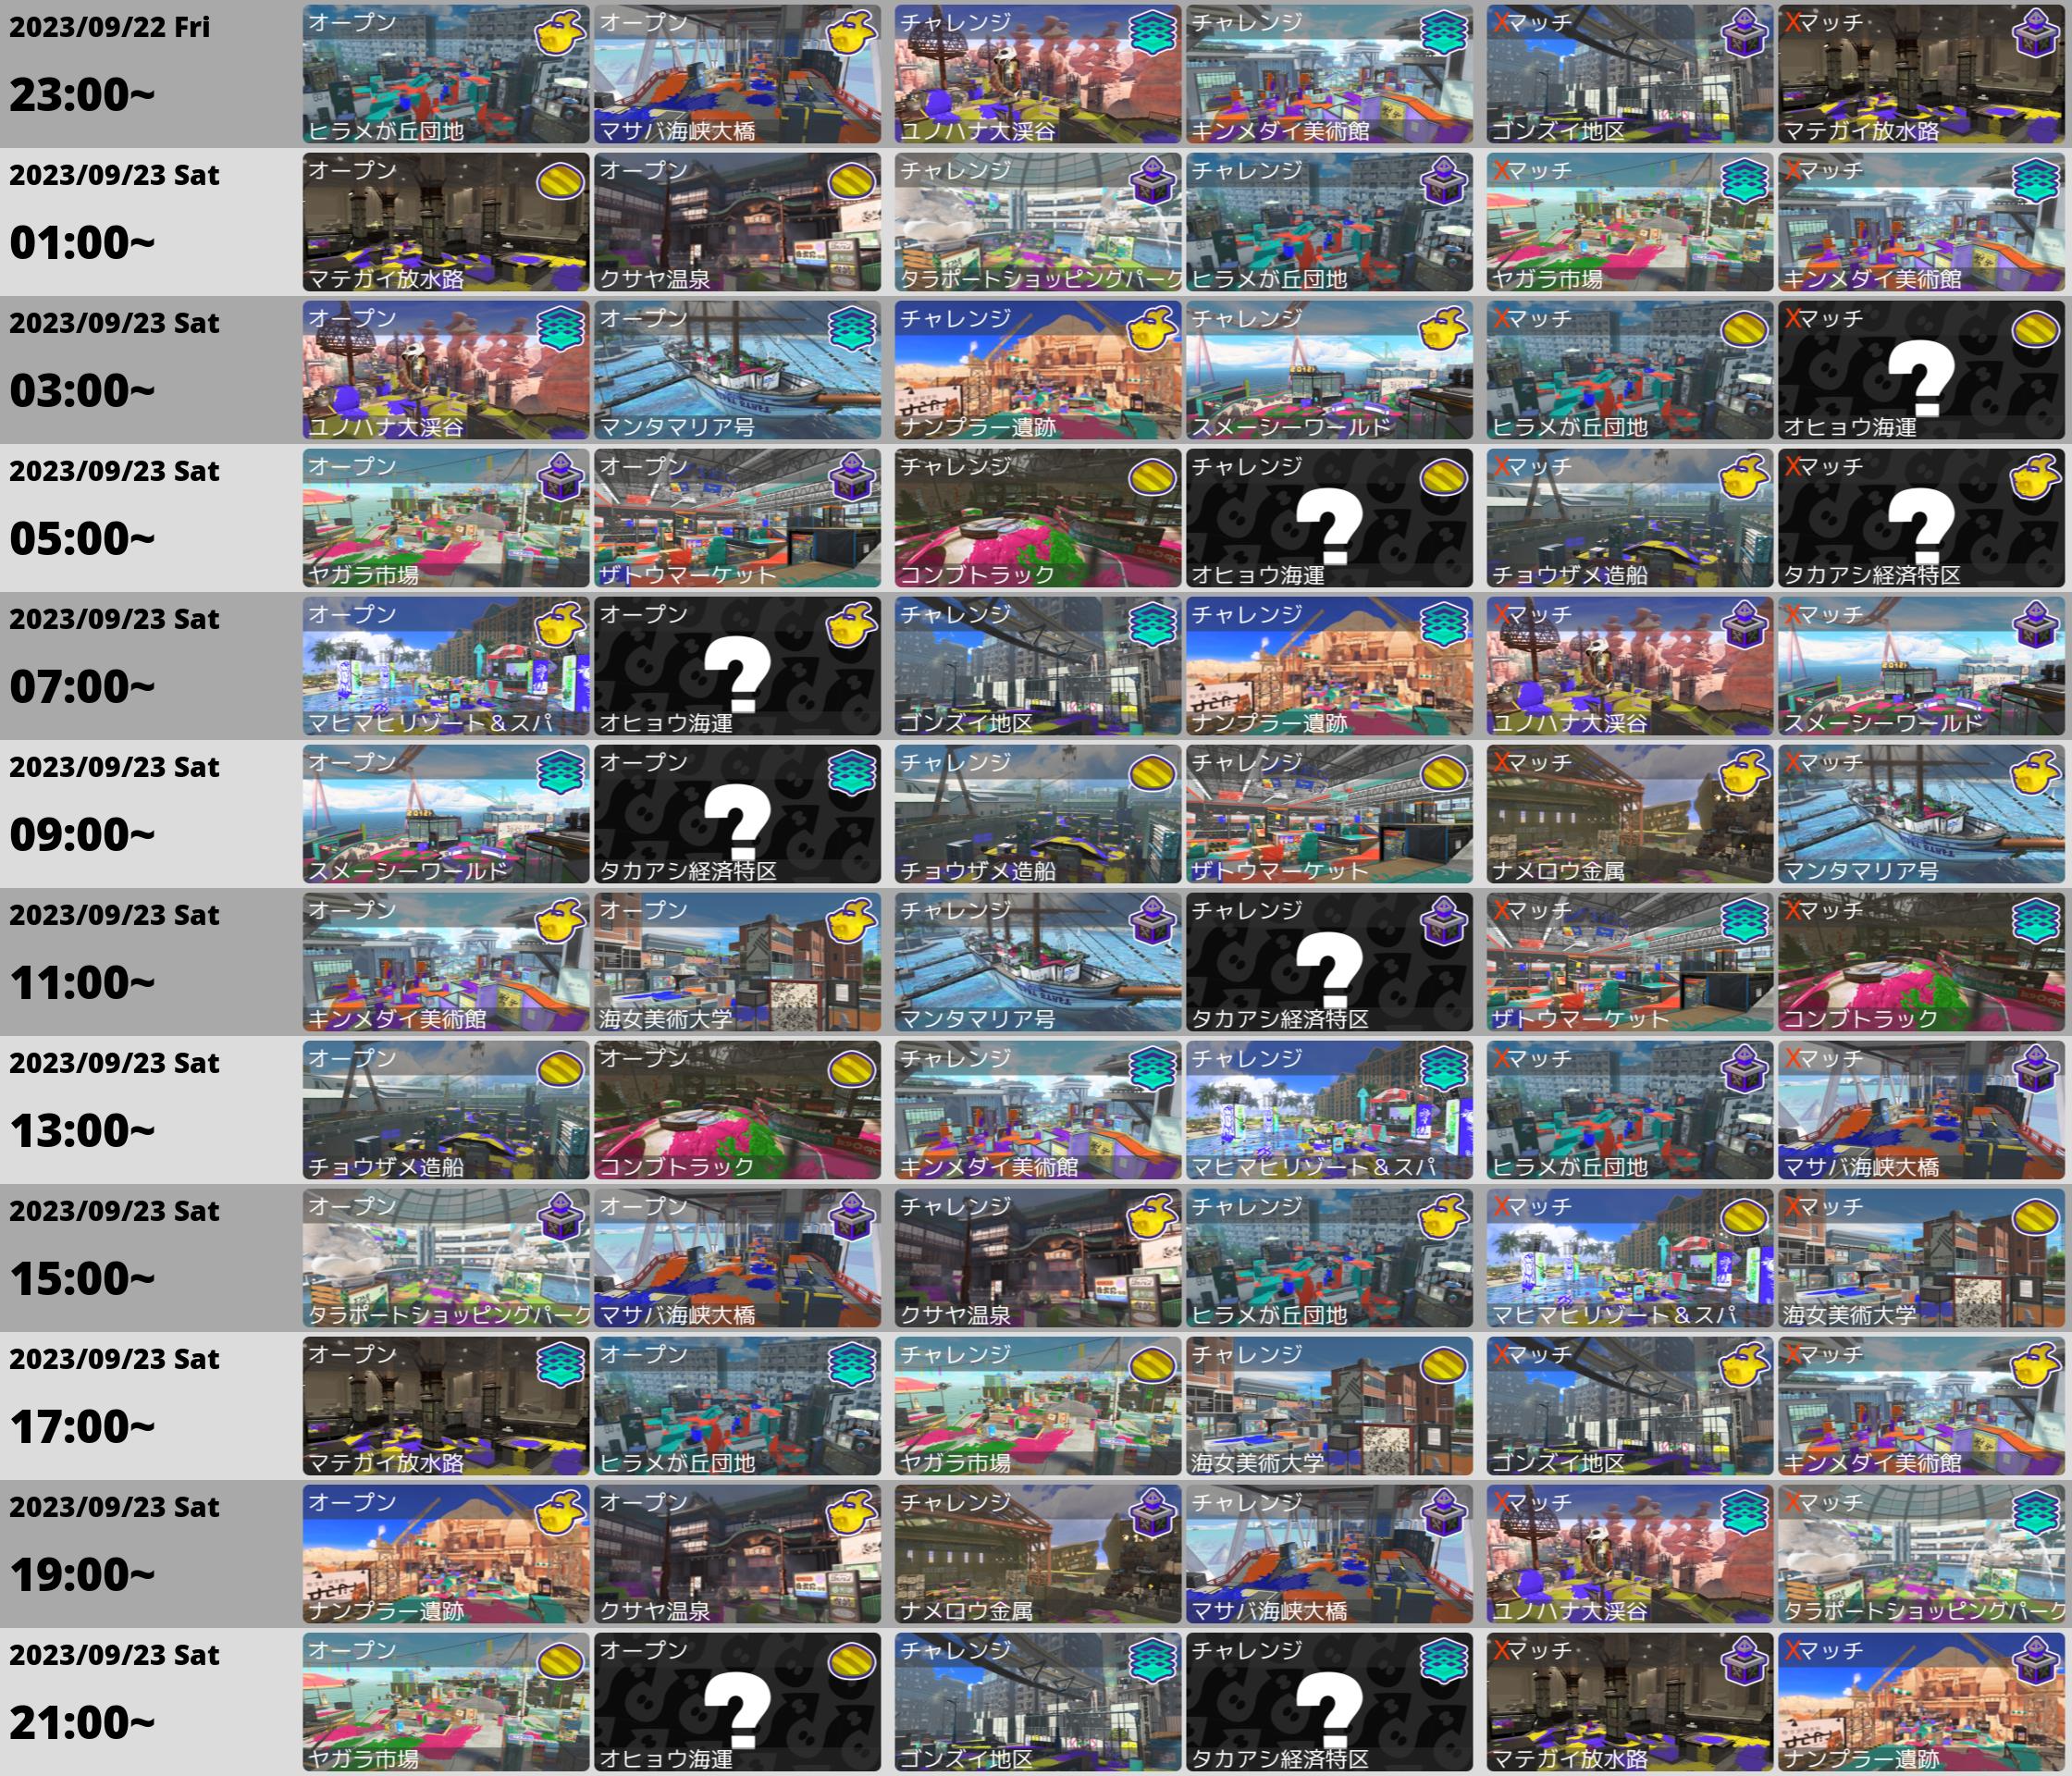 2023/09/22 Fri
23:00~
オープン オープン チャレンジ チャレンジ Xマッチ Xマッチ
ヒラメが丘団地 マサバ海峡大橋 ユノハナ大渓谷 キンメダイ美術館 ゴンズイ地区 マテガイ放水路
2023/09/23 Sat
01:00~
オープン オープン チャレンジ チャレンジ Xマッチ Xマッチ
マテガイ放水路 クサヤ温泉 タラポートショッピングパーク ヒラメが丘団地 ヤガラ市場 キンメダイ美術館
2023/09/23 Sat
03:00~
オープン オープン チャレンジ チャレンジ Xマッチ Xマッチ
ユノハナ大渓谷 マンタマリア号 ナンプラー遺跡 スメーシーワールド ヒラメが丘団地 オヒョウ海運
?
2023/09/23 Sat
05:00~
オープン オープン チャレンジ チャレンジ Xマッチ Xマッチ
? ?
ヤガラ市場 ザトウマーケット コンブトラック オヒョウ海運 チョウザメ造船 タカアシ経済特区
2023/09/23 Sat
07:00~
オープン オープン チャレンジ チャレンジ Xマッチ Xマッチ
?
マヒマヒリゾート＆スパ オヒョウ海運 ゴンズイ地区 ナンプラー遺跡 ユノハナ大渓谷 スメーシーワールド
2023/09/23 Sat
09:00~
オープン オープン チャレンジ チャレンジ Xマッチ Xマッチ
?
スメーシーワールド タカアシ経済特区 チョウザメ造船 ザトウマーケット ナメロウ金属 マンタマリア号
2023/09/23 Sat
11:00~
オープン オープン チャレンジ チャレンジ Xマッチ Xマッチ
?
キンメダイ美術館 海女美術大学 マンタマリア号 タカアシ経済特区 ザトウマーケット コンブトラック
2023/09/23 Sat
13:00~
オープン オープン チャレンジ チャレンジ Xマッチ Xマッチ
チョウザメ造船 コンブトラック キンメダイ美術館 マヒマヒリゾート＆スパ ヒラメが丘団地 マサバ海峡大橋
2023/09/23 Sat
15:00~
オープン オープン チャレンジ チャレンジ Xマッチ Xマッチ
タラポートショッピングパーク マサバ海峡大橋 クサヤ温泉 ヒラメが丘団地 マヒマヒリゾート＆スパ 海女美術大学
2023/09/23 Sat
17:00~
オープン オープン チャレンジ チャレンジ Xマッチ Xマッチ
マテガイ放水路 ヒラメが丘団地 ヤガラ市場 海女美術大学 ゴンズイ地区 キンメダイ美術館
2023/09/23 Sat
19:00~
オープン オープン チャレンジ チャレンジ Xマッチ Xマッチ
ナンプラー遺跡 クサヤ温泉 ナメロウ金属 マサバ海峡大橋 ユノハナ大渓谷 タラポートショッピングパーク
2023/09/23 Sat
21:00~
オープン オープン チャレンジ チャレンジ Xマッチ Xマッチ
? ?
ヤガラ市場 オヒョウ海運 ゴンズイ地区 タカアシ経済特区 マテガイ放水路 ナンプラー遺跡